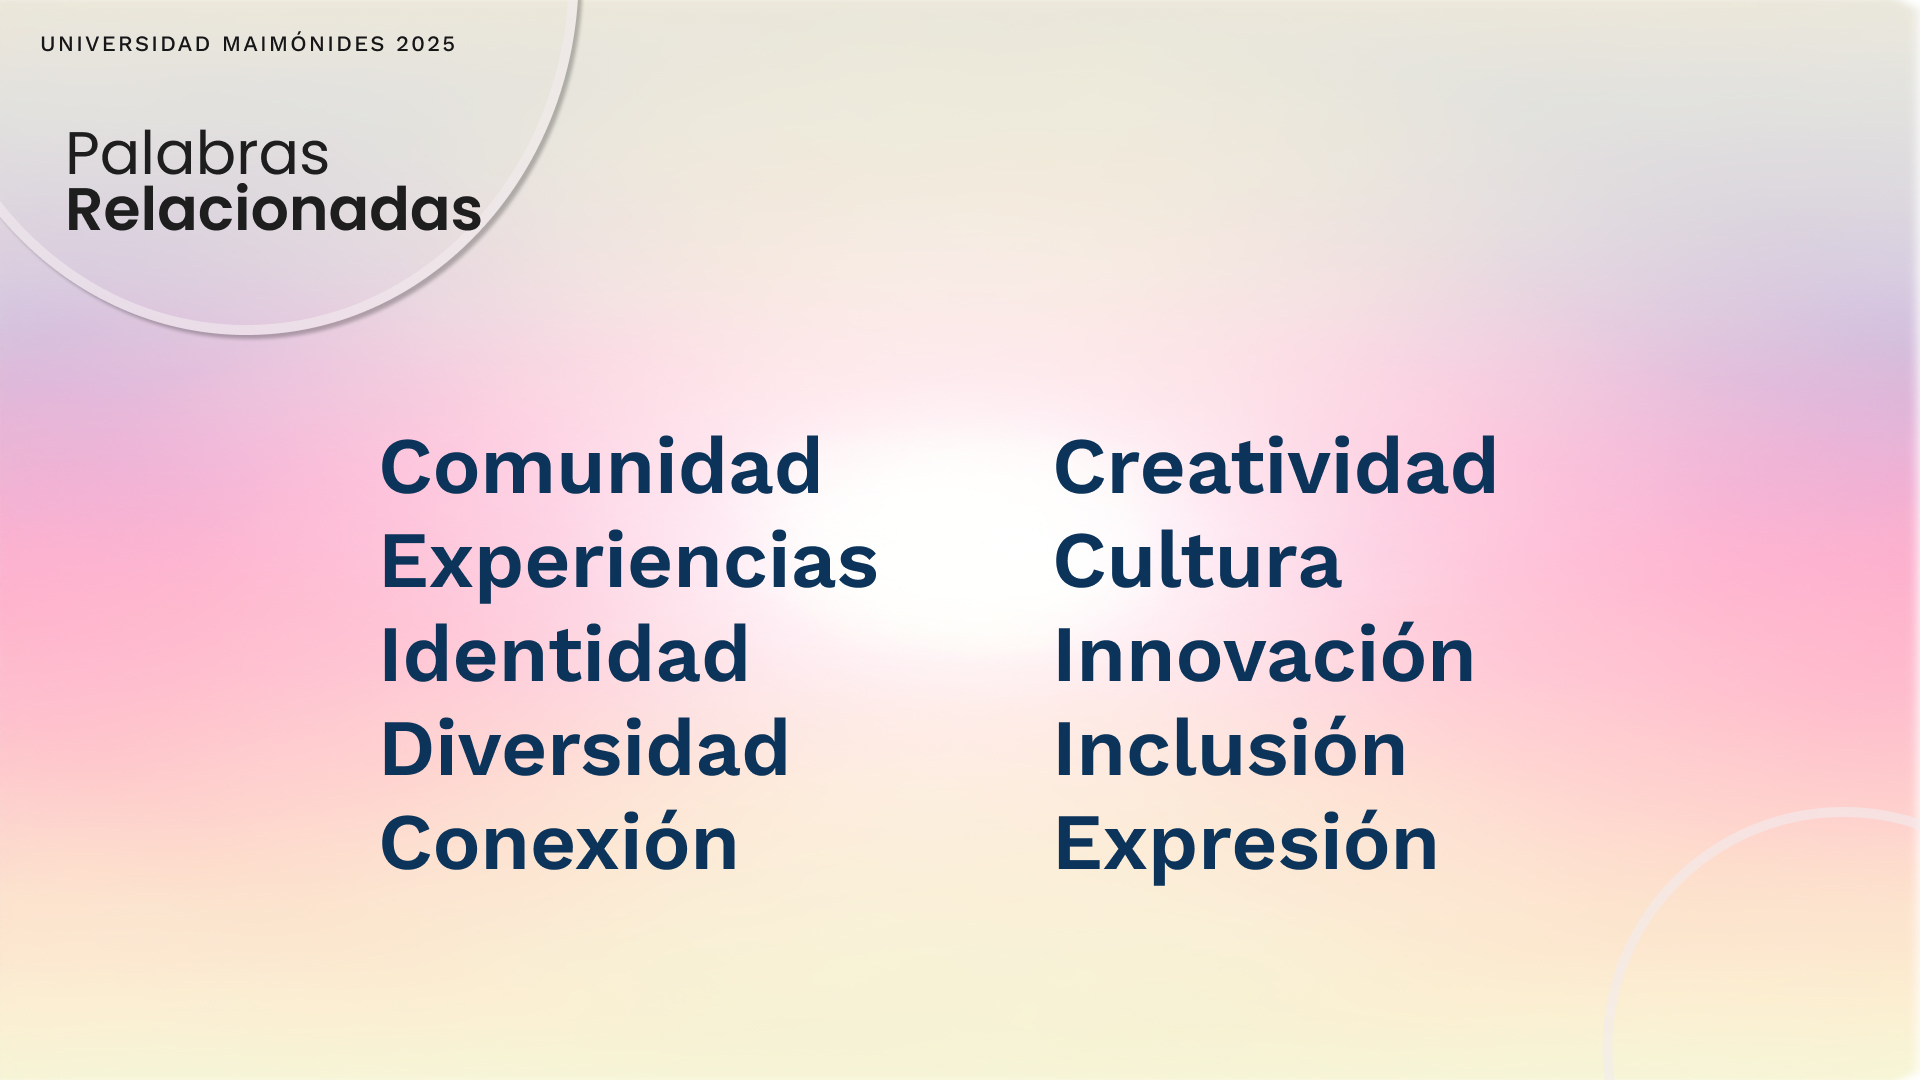 UNIVERSIDAD MAIMÓNIDES 2025
Palabras
Relacionadas
Comunidad
Experiencias
Identidad
Diversidad
Conexión
Creatividad
Cultura
Innovación
Inclusión
Expresión